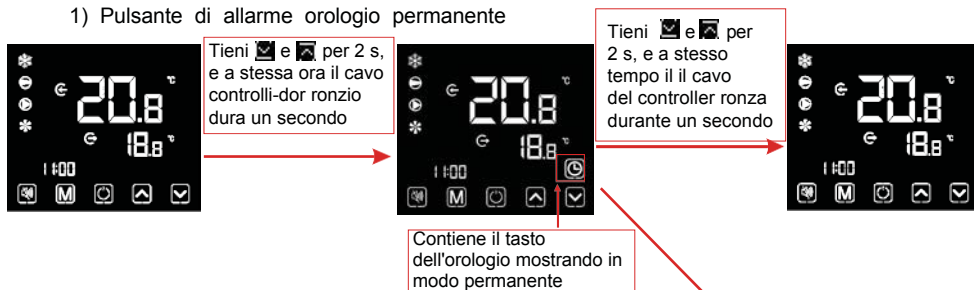 1) Pulsante di allarme orologio permanente
Tieni e per 2 s,
e a stessa ora il cavo
controlli-dor ronzio
dura un secondo
Tieni e per
2 s, e a stesso
tempo il il cavo
del controller ronza
durante un secondo
20.8 °C
18.8 °C
11:00
M
20.8 °C
18.8 °C
11:00
M
20.8 °C
18.8 °C
11:00
M
Contiene il tasto
dell'orologio mostrando in
modo permanente